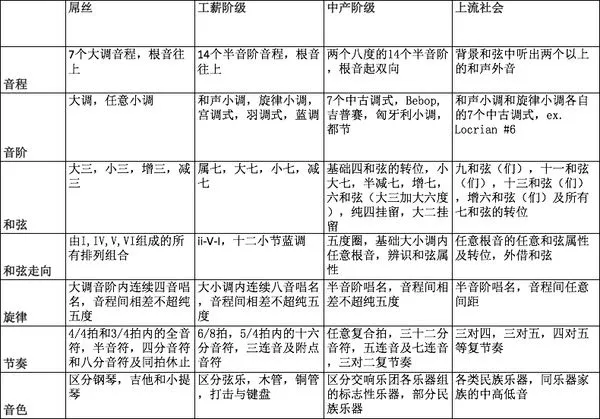 屌丝
工薪阶级
中产阶级
上流社会
音程
7个大调音程，根音往
上
14个半音阶音程，根音
往上
两个八度的14个半音阶，
根音起双向
背景和弦中听出两个以上
的和声外音
音阶
大调，任意小调
和声小调，旋律小调，
宫调式，羽调式，蓝调
7个中古调式，Bebop,
吉普赛，匈牙利小调，
都节
和声小调和旋律小调各自
的7个中古调式，ex.
Locrian #6
和弦
大三，小三，增三，减
三
属七，大七，小七，减
七
基础四和弦的转位，小
大七，半减七，增七，
六和弦（大三加大六度
），纯四挂留，大二挂
留
九和弦（们），十一和弦
（们），十三和弦（们），
增六和弦（们）及所有
七和弦的转位
和弦走向
由I,IV,V,VI组成的所
有排列组合
ii-V-I，十二小节蓝调
五度圈，基础大小调内
任意根音，辨识和弦属
性
任意根音的任意和弦属性
及转位，外借和弦
旋律
大调音阶内连续四音唱
名，音程间相差不超纯
五度
大小调内连续八音唱名，
音程间相差不超纯五度
半音阶唱名，音程间相
差不超纯五度
半音阶唱名，音程间任意
间距
节奏
4/4拍和3/4拍内的全音
符，半音符，四分音符
和八分音符及同拍休止
6/8拍，5/4拍内的十六
分音符，三连音及附点
音符
任意复合拍，三十二分
音符，五连音及七连音，
三对二复节奏
三对四，三对五，四对五
等复节奏
音色
区分钢琴，吉他和小提
琴
区分弦乐，木管，铜管，
打击与键盘
区分交响乐团各乐器组
的标志性乐器，部分民
族乐器
各类民族乐器，同乐器家
族的中高低音